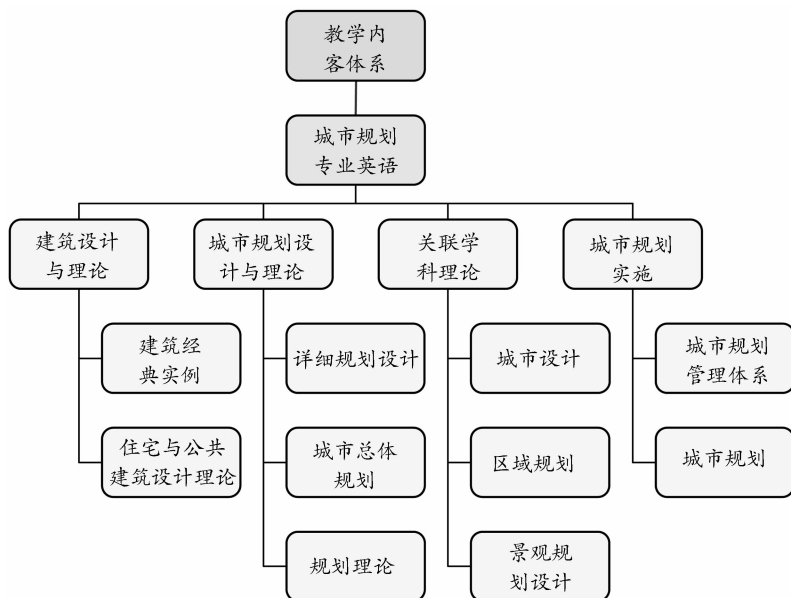 教学内
客体系
城市规划
专业英语
建筑设计
与理论
城市规划设
计与理论
关联学
科理论
城市规划
实施
建筑经
典实例
详细规划设计
城市设计
城市规划
管理体系
住宅与公共
建筑设计理论
城市总体
规划
区域规划
城市规划
规划理论
景观规
划设计